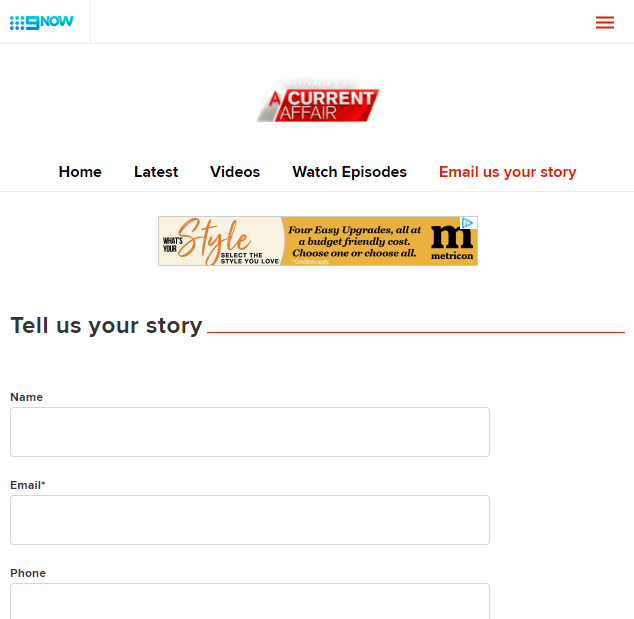 9NOW
A CURRENT
AFFAIR
Home Latest Videos Watch Episodes Email us your story
WHAT'S
YOUR
Style
SELECT THE
STYLE YOU LOVE
Four Easy Upgrades, all at
a budget friendly cost.
Choose one or choose all.
*Conditions apply.
m
metricon
Tell us your story
Name
Email*
Phone